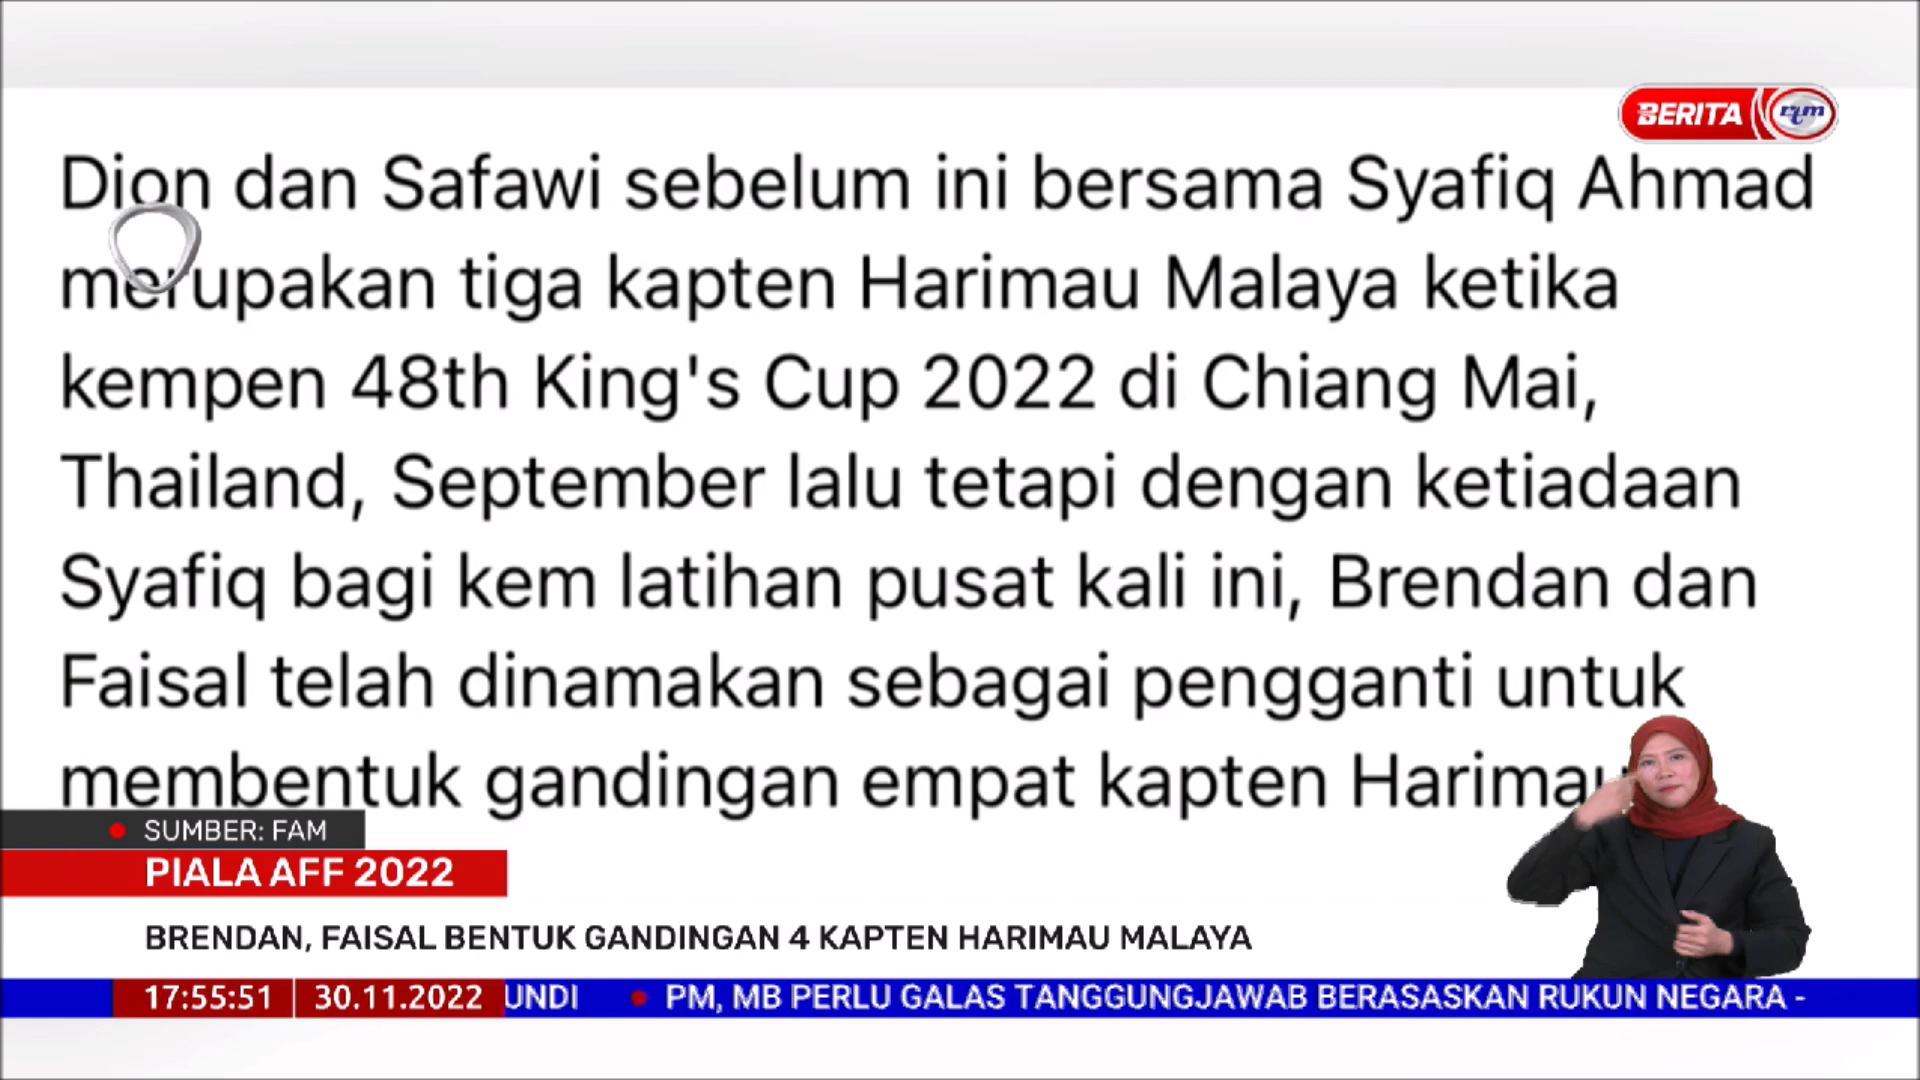 BERITA rtm
Dion dan Safawi sebelum ini bersama Syafiq Ahmad
merupakan tiga kapten Harimau Malaya ketika
kempen 48th King's Cup 2022 di Chiang Mai,
Thailand, September lalu tetapi dengan ketiadaan
Syafiq bagi kem latihan pusat kali ini, Brendan dan
Faisal telah dinamakan sebagai pengganti untuk
membentuk gandingan empat kapten Harimau
SUMBER: FAM
PIALA AFF 2022
BRENDAN, FAISAL BENTUK GANDINGAN 4 KAPTEN HARIMAU MALAYA
17:55:51 30.11.2022 UNDI • PM, MB PERLU GALAS TANGGUNGJAWAB BERASASKAN RUKUN NEGARA -